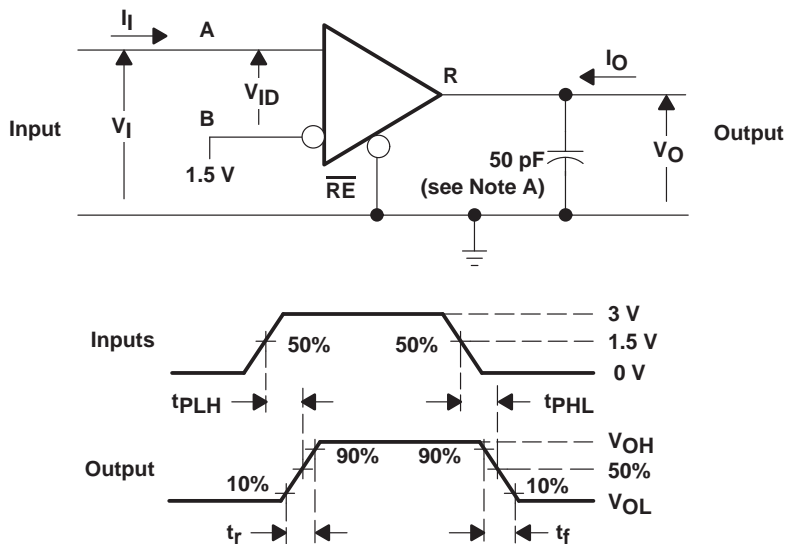 I_I
A
R
I_O
Input
V_I
V_ID
B
1.5 V
R̅E̅
50 pF
(see Note A)
V_O
Output
Inputs
50%
50%
3 V
1.5 V
0 V
t_PLH
t_PHL
Output
10%
90%
90%
10%
V_OH
50%
V_OL
t_r
t_f